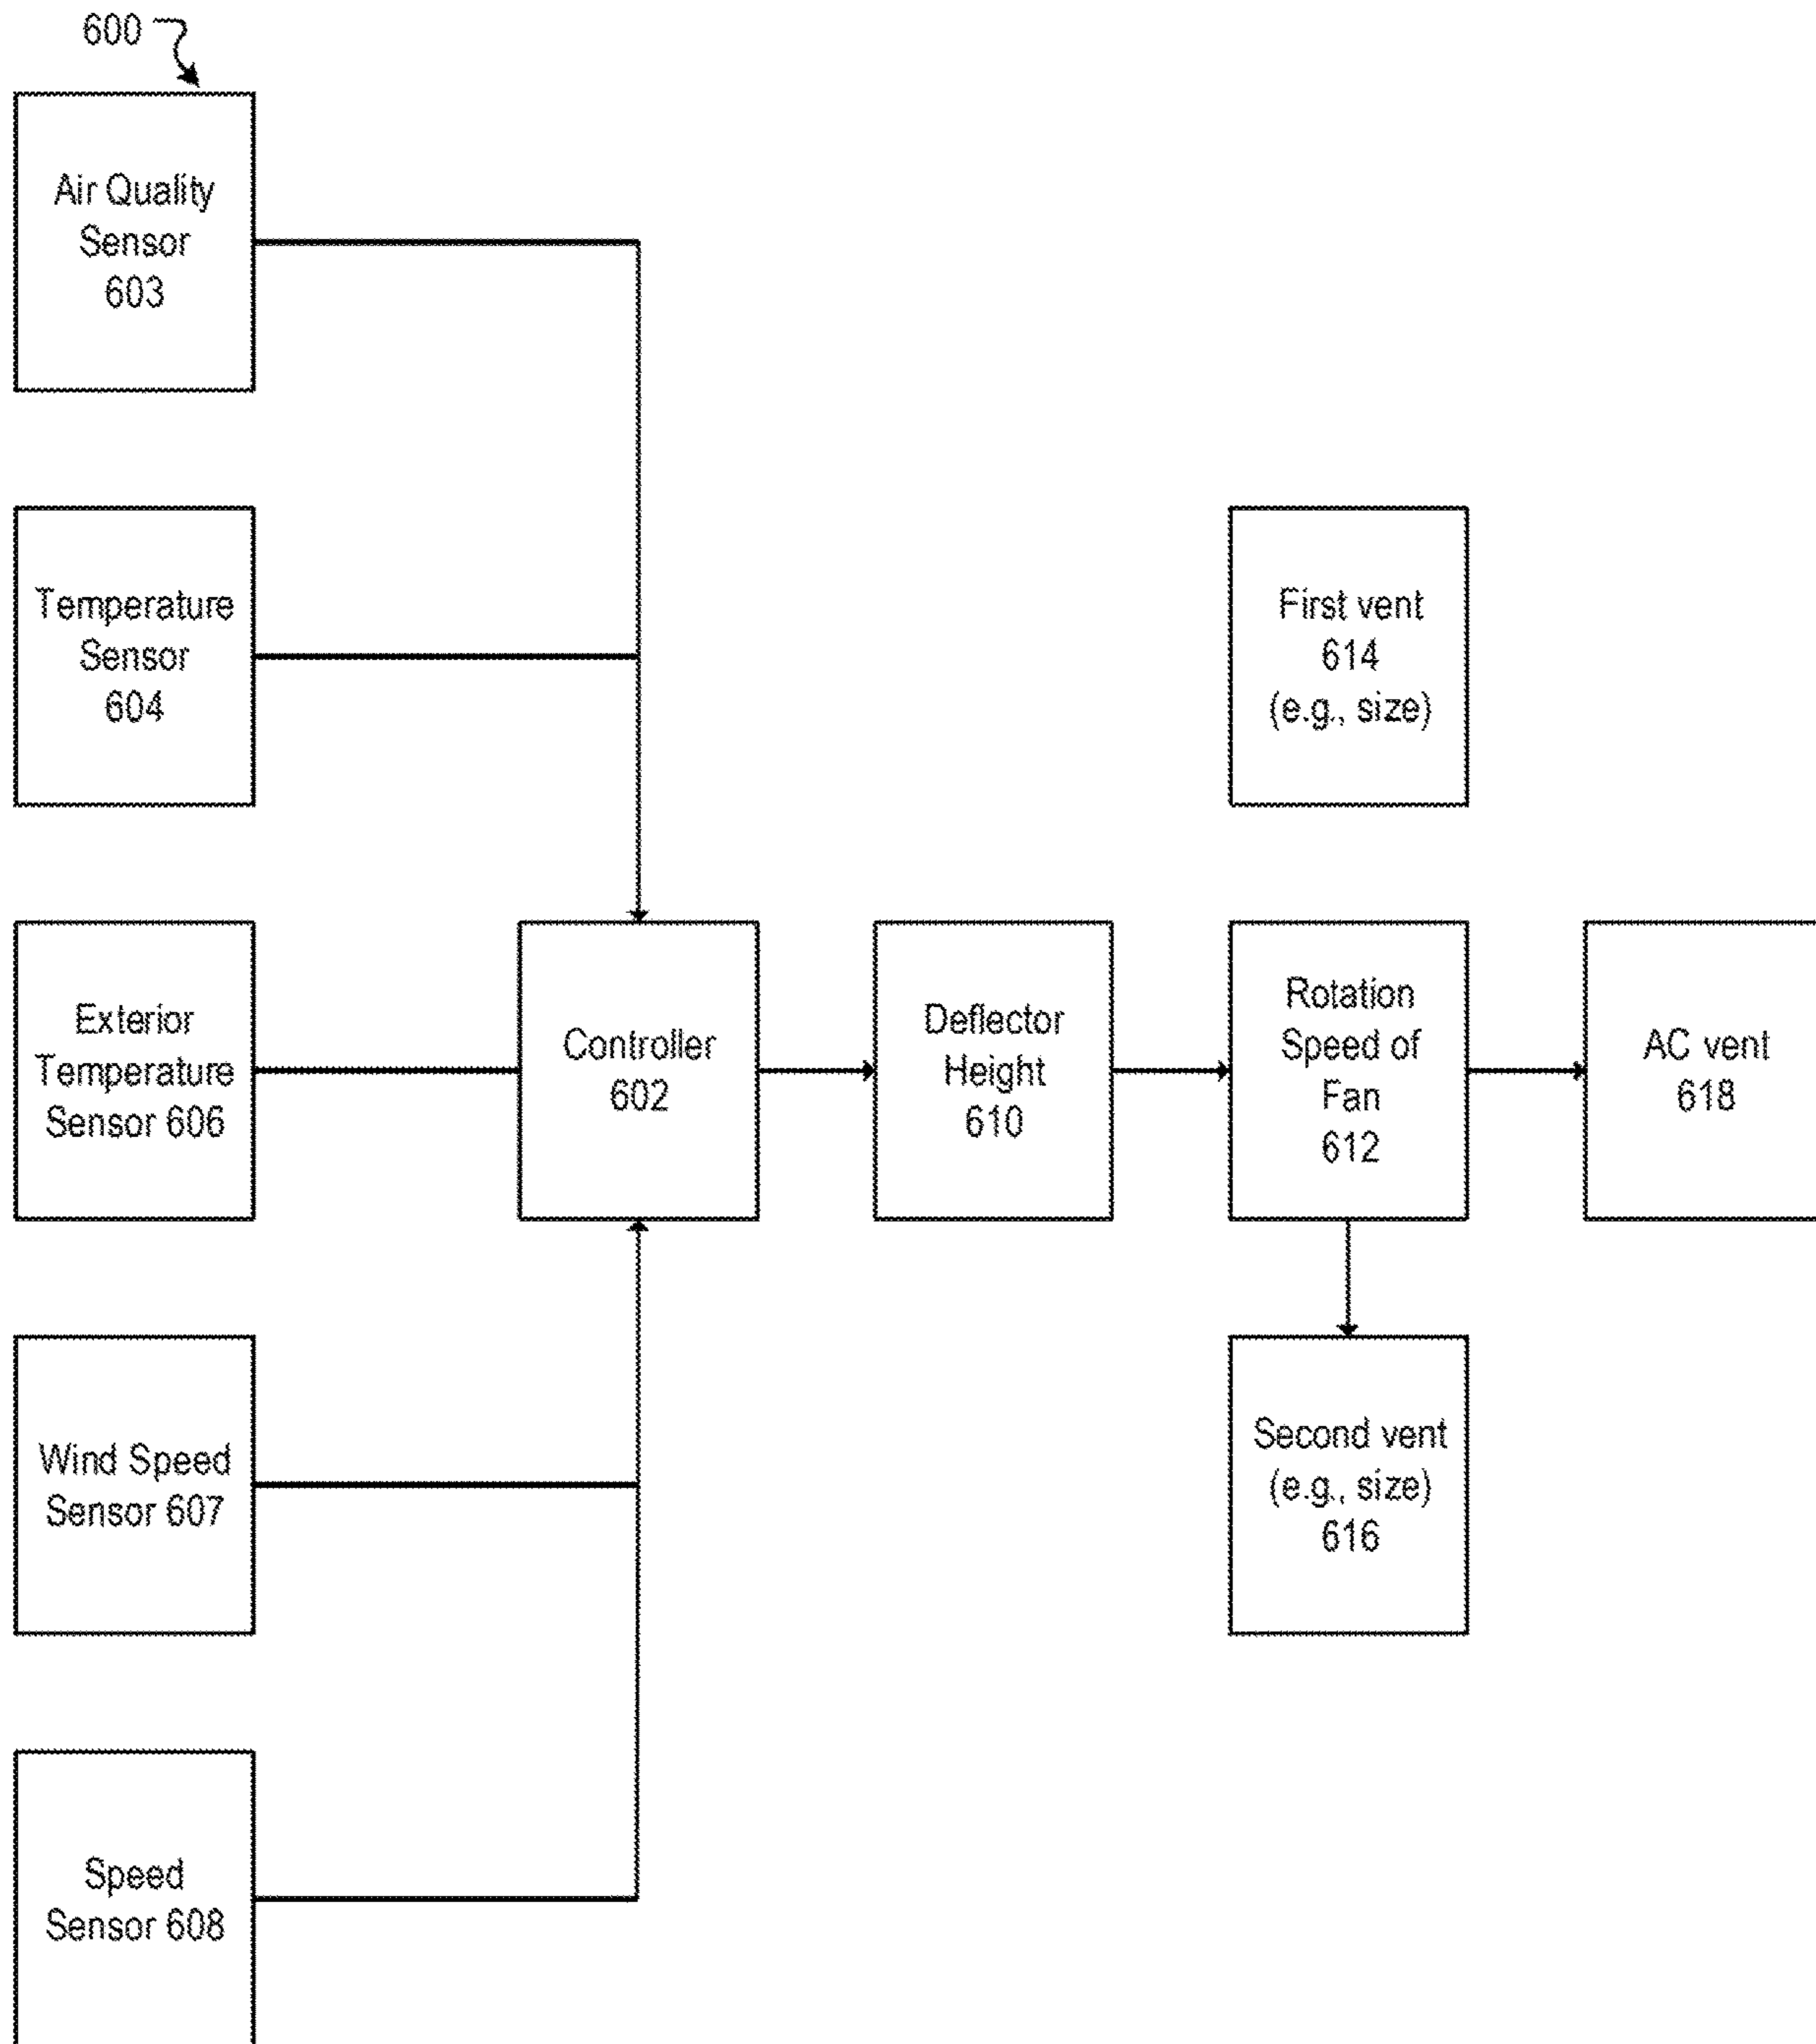 600
Air Quality
Sensor
603
Temperature
Sensor
604
First vent
614
(e.g., size)
Exterior
Temperature
Sensor 606
Controller
602
Deflector
Height
610
Rotation
Speed of
Fan
612
AC vent
618
Wind Speed
Sensor 607
Second vent
(e.g., size)
616
Speed
Sensor 608